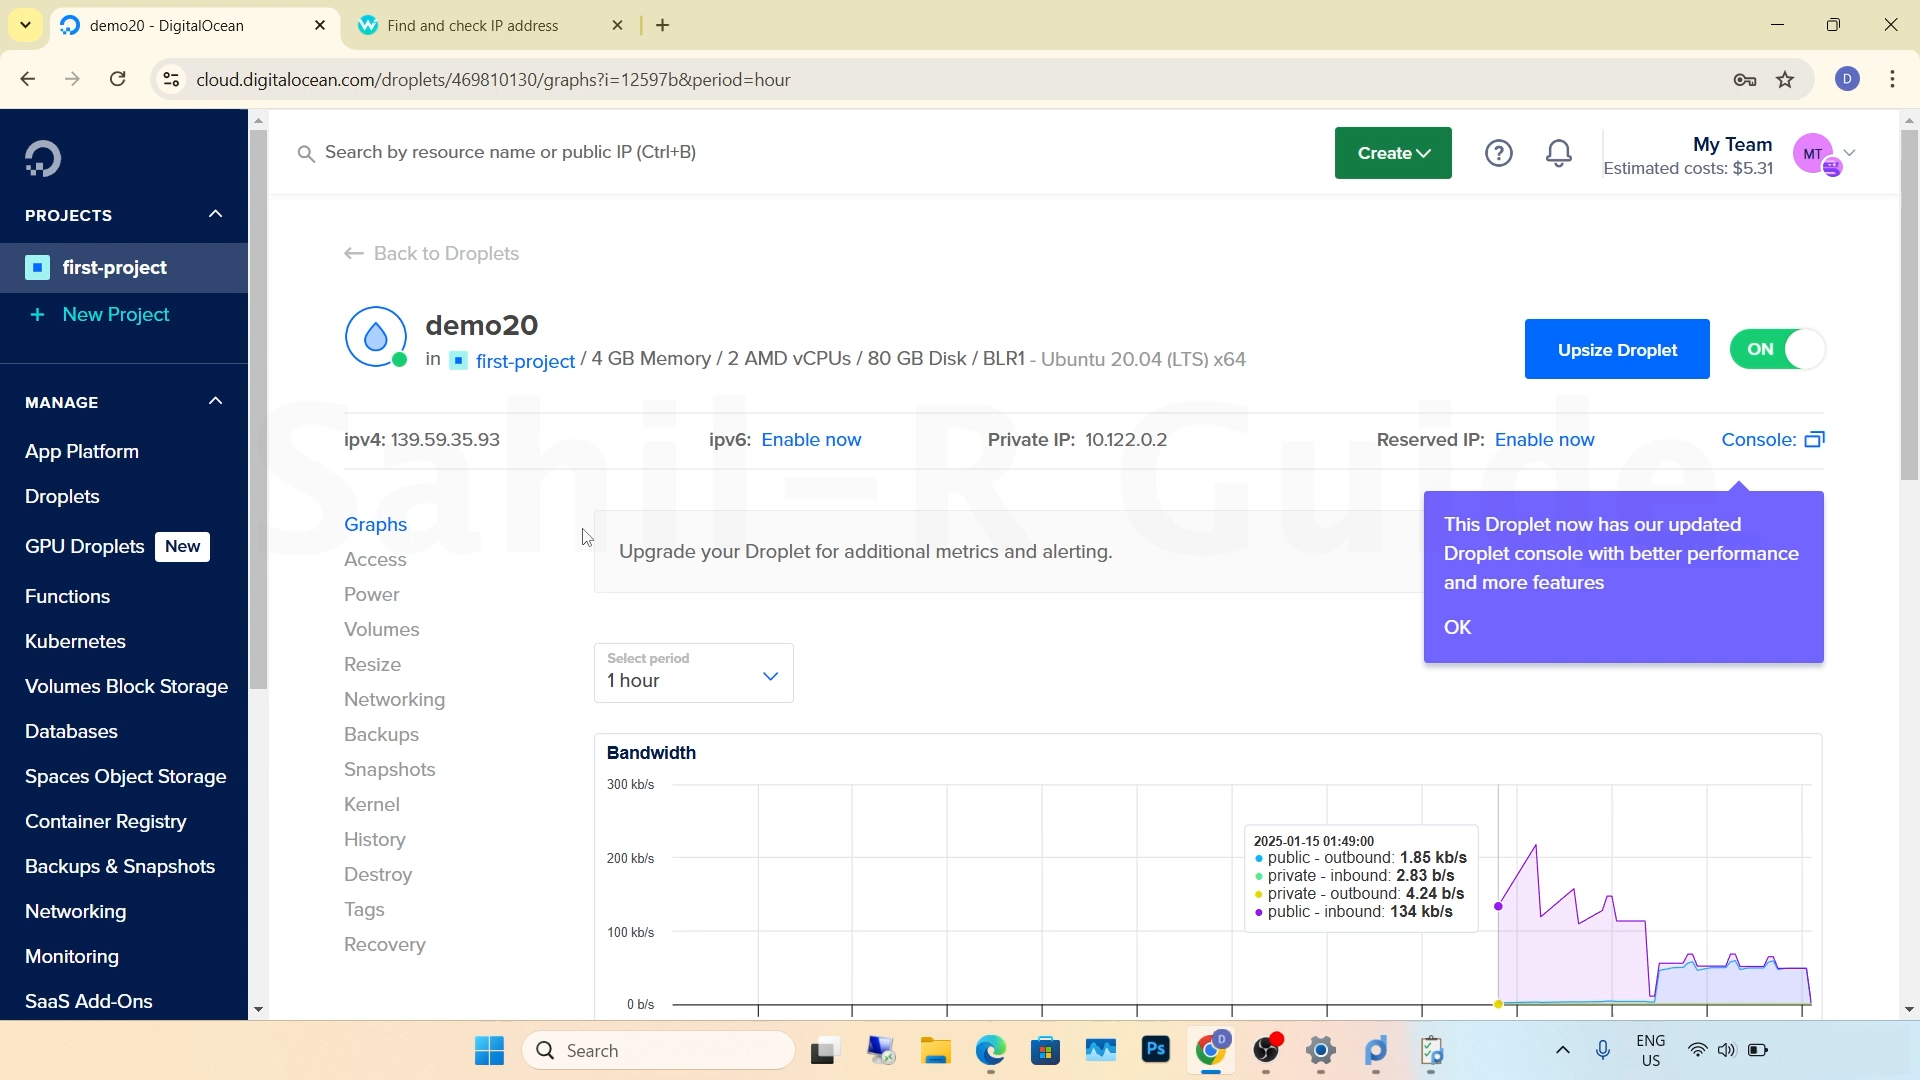 demo20 - DigitalOcean
Find and check IP address
cloud.digitalocean.com/droplets/469810130/graphs?i=12597b&period=hour
D
Search by resource name or public IP (Ctrl+B)
Create
My Team
Estimated costs: $5.31
MT
PROJECTS
first-project
+ New Project
MANAGE
App Platform
Droplets
GPU Droplets New
Functions
Kubernetes
Volumes Block Storage
Databases
Spaces Object Storage
Container Registry
Backups & Snapshots
Networking
Monitoring
SaaS Add-Ons
← Back to Droplets
demo20
in first-project / 4 GB Memory / 2 AMD vCPUs / 80 GB Disk / BLR1 - Ubuntu 20.04 (LTS) x64
Upsize Droplet
ON
Sahil-R Guide
ipv4: 139.59.35.93
ipv6: Enable now
Private IP: 10.122.0.2
Reserved IP: Enable now
Console:
This Droplet now has our updated
Droplet console with better performance
and more features
OK
Graphs
Access
Power
Volumes
Resize
Networking
Backups
Snapshots
Kernel
History
Destroy
Tags
Recovery
Upgrade your Droplet for additional metrics and alerting.
Select period
1 hour
Bandwidth
300 kb/s
200 kb/s
100 kb/s
0 b/s
2025-01-15 01:49:00
public - outbound: 1.85 kb/s
private - inbound: 2.83 b/s
private - outbound: 4.24 b/s
public - inbound: 134 kb/s
Search
Ps
D
ENG
US